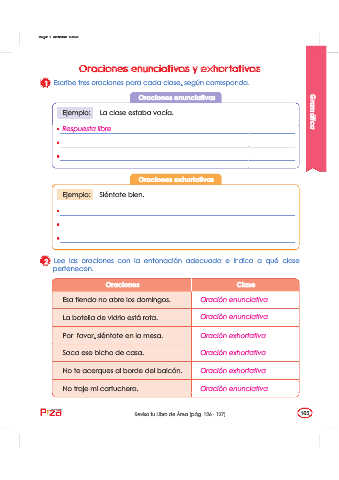 Oraciones enunciativas y exhortativas
1 Escribe tres oraciones para cada clase, según corresponda.
Oraciones enunciativas
Ejemplo: La clase estaba vacía.
Respuesta libre
Oraciones exhortativas
Ejemplo: Siéntate bien.
2 Lee las oraciones con la entonación adecuada e indica a qué clase
pertenecen.
Oraciones Clase
Esa tienda no abre los domingos. Oración enunciativa
La botella de vidrio está rota. Oración enunciativa
Por favor, siéntate en la mesa. Oración exhortativa
Saca ese bicho de casa. Oración exhortativa
No te acerques al borde del balcón. Oración exhortativa
No traje mi cartuchera. Oración enunciativa
Revisa tu Libro de Área (pág. 136 - 137)
Gramática